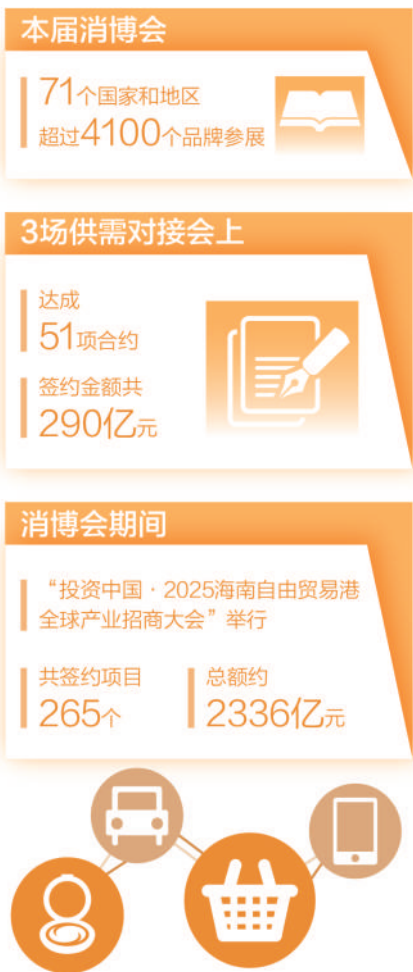 本届消博会
71个国家和地区
超过4100个品牌参展
3场供需对接会上
达成
51项合约
签约金额共
290亿元
消博会期间
“投资中国·2025海南自由贸易港
全球产业招商大会”举行
共签约项目
265个
总额约
2336亿元